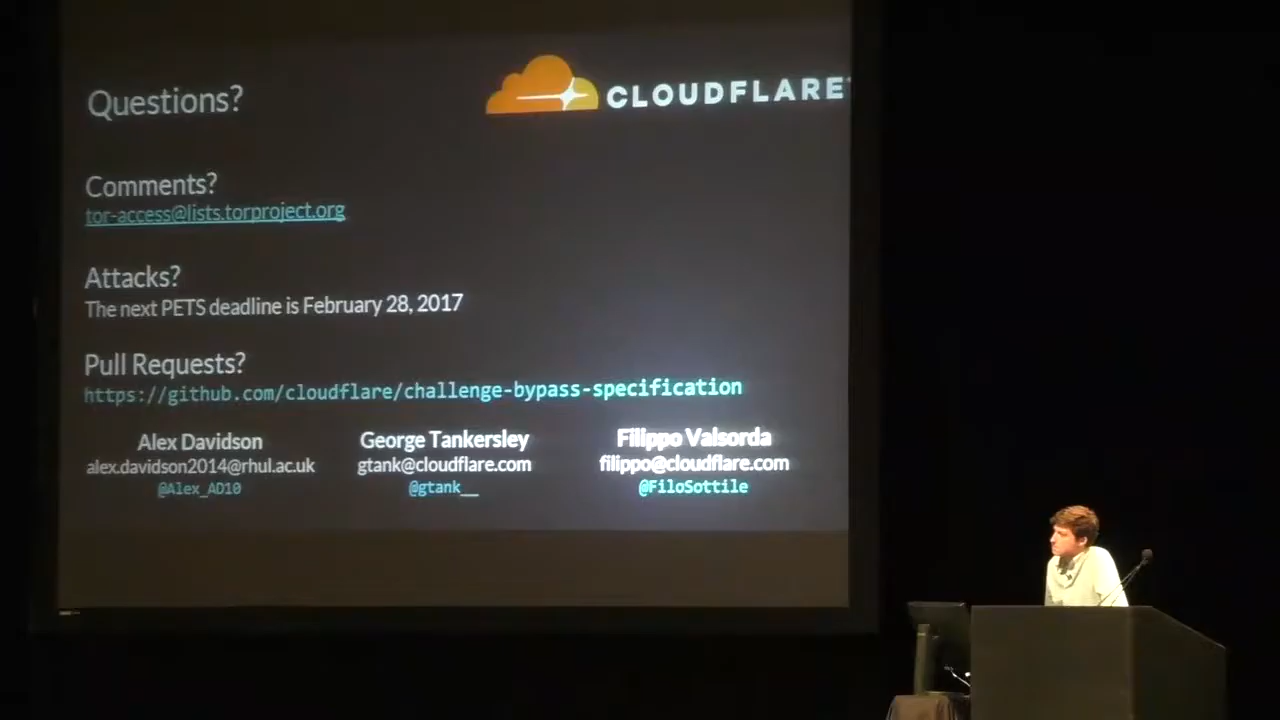 Questions?
CLOUDFLARE
Comments?
tor-access@lists.torproject.org
Attacks?
The next PETS deadline is February 28, 2017
Pull Requests?
https://github.com/cloudflare/challenge-bypass-specification
Alex Davidson George Tankersley Filippo Valsorda
alex.davidson2014@rhul.ac.uk gtank@cloudflare.com filippo@cloudflare.com
@Alex_AD10 @gtank__ @FiloSottile